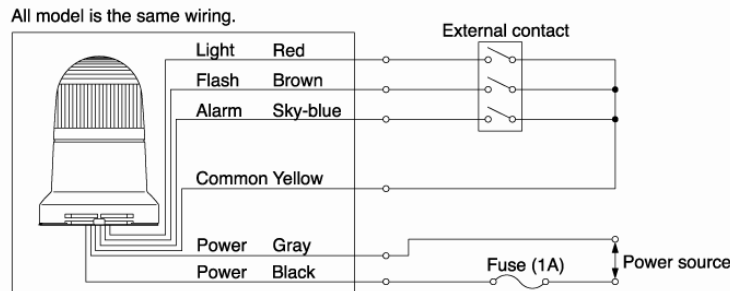 All model is the same wiring.
External contact
Light Red
Flash Brown
Alarm Sky-blue
Common Yellow
Power Gray
Power Black
Fuse (1A)
Power source